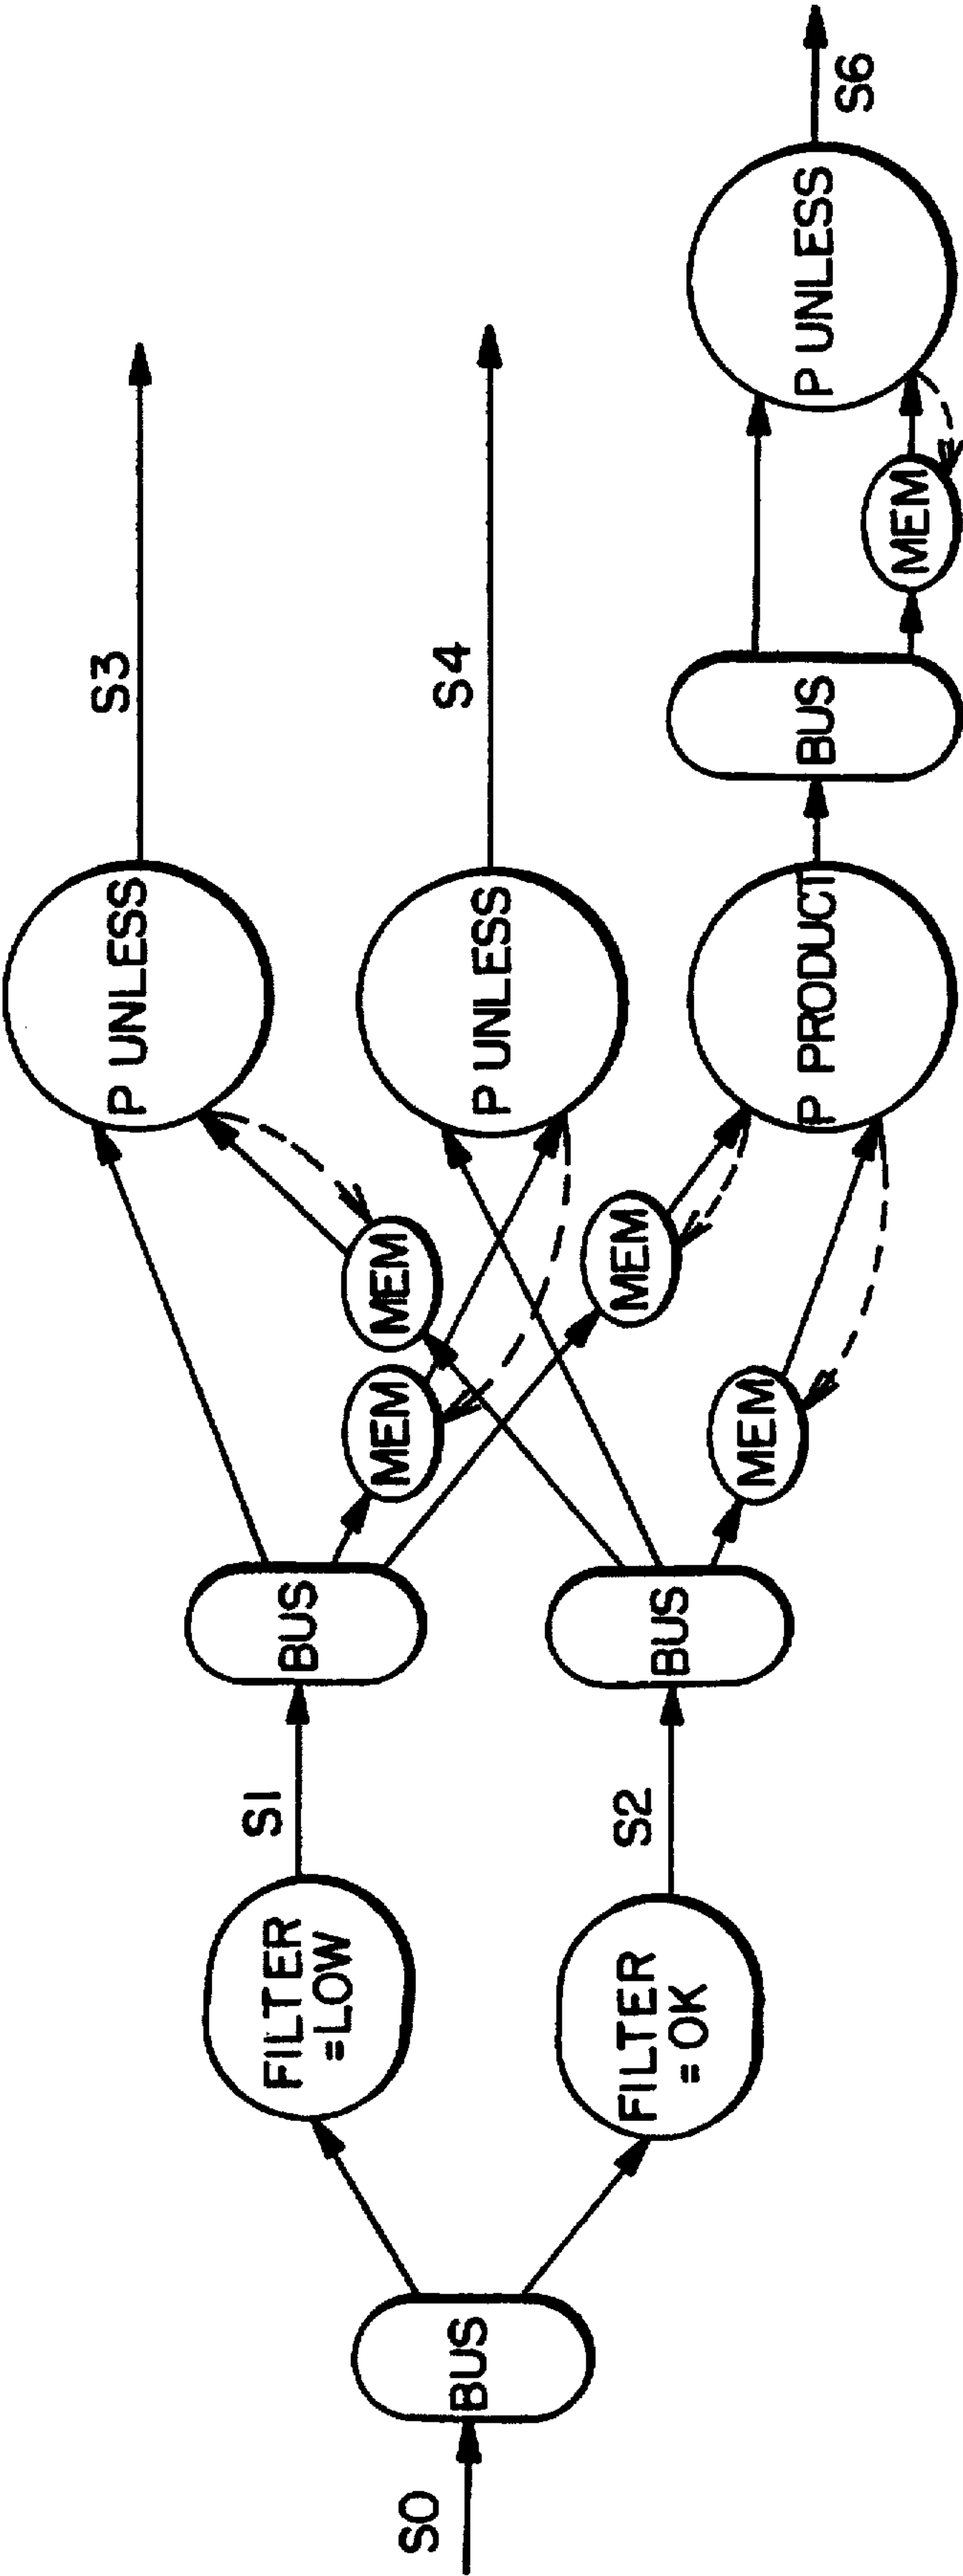 S0
BUS
FILTER
=LOW
FILTER
=OK
S1
S2
BUS
BUS
MEM
MEM
MEM
MEM
P UNLESS
P UNLESS
P PRODUCT
S3
S4
BUS
MEM
P UNLESS
S6